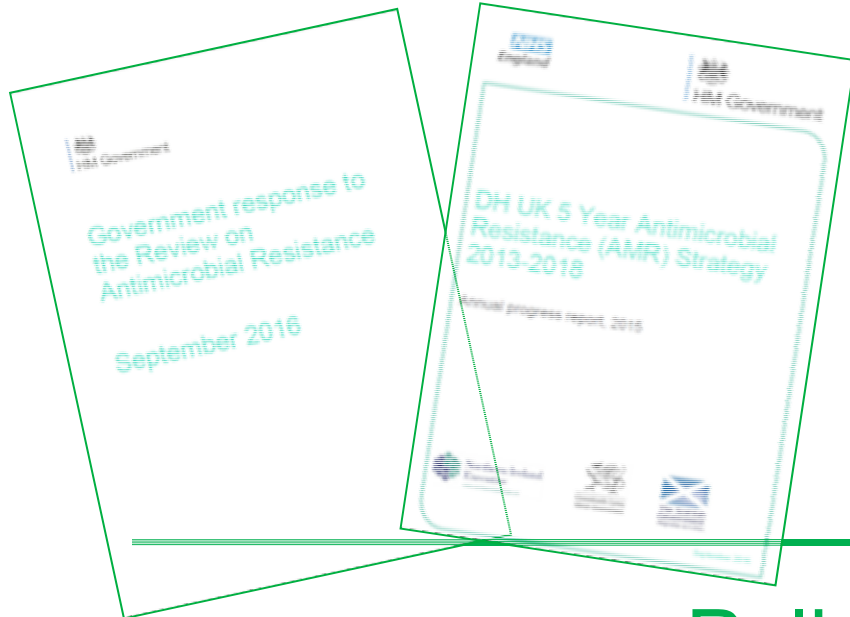 HM Government
Government response to
the Review on
Antimicrobial Resistance
September 2016
England
HM Government
DH UK 5 Year Antimicrobial
Resistance (AMR) Strategy
2013-2018
Annual progress report, 2015